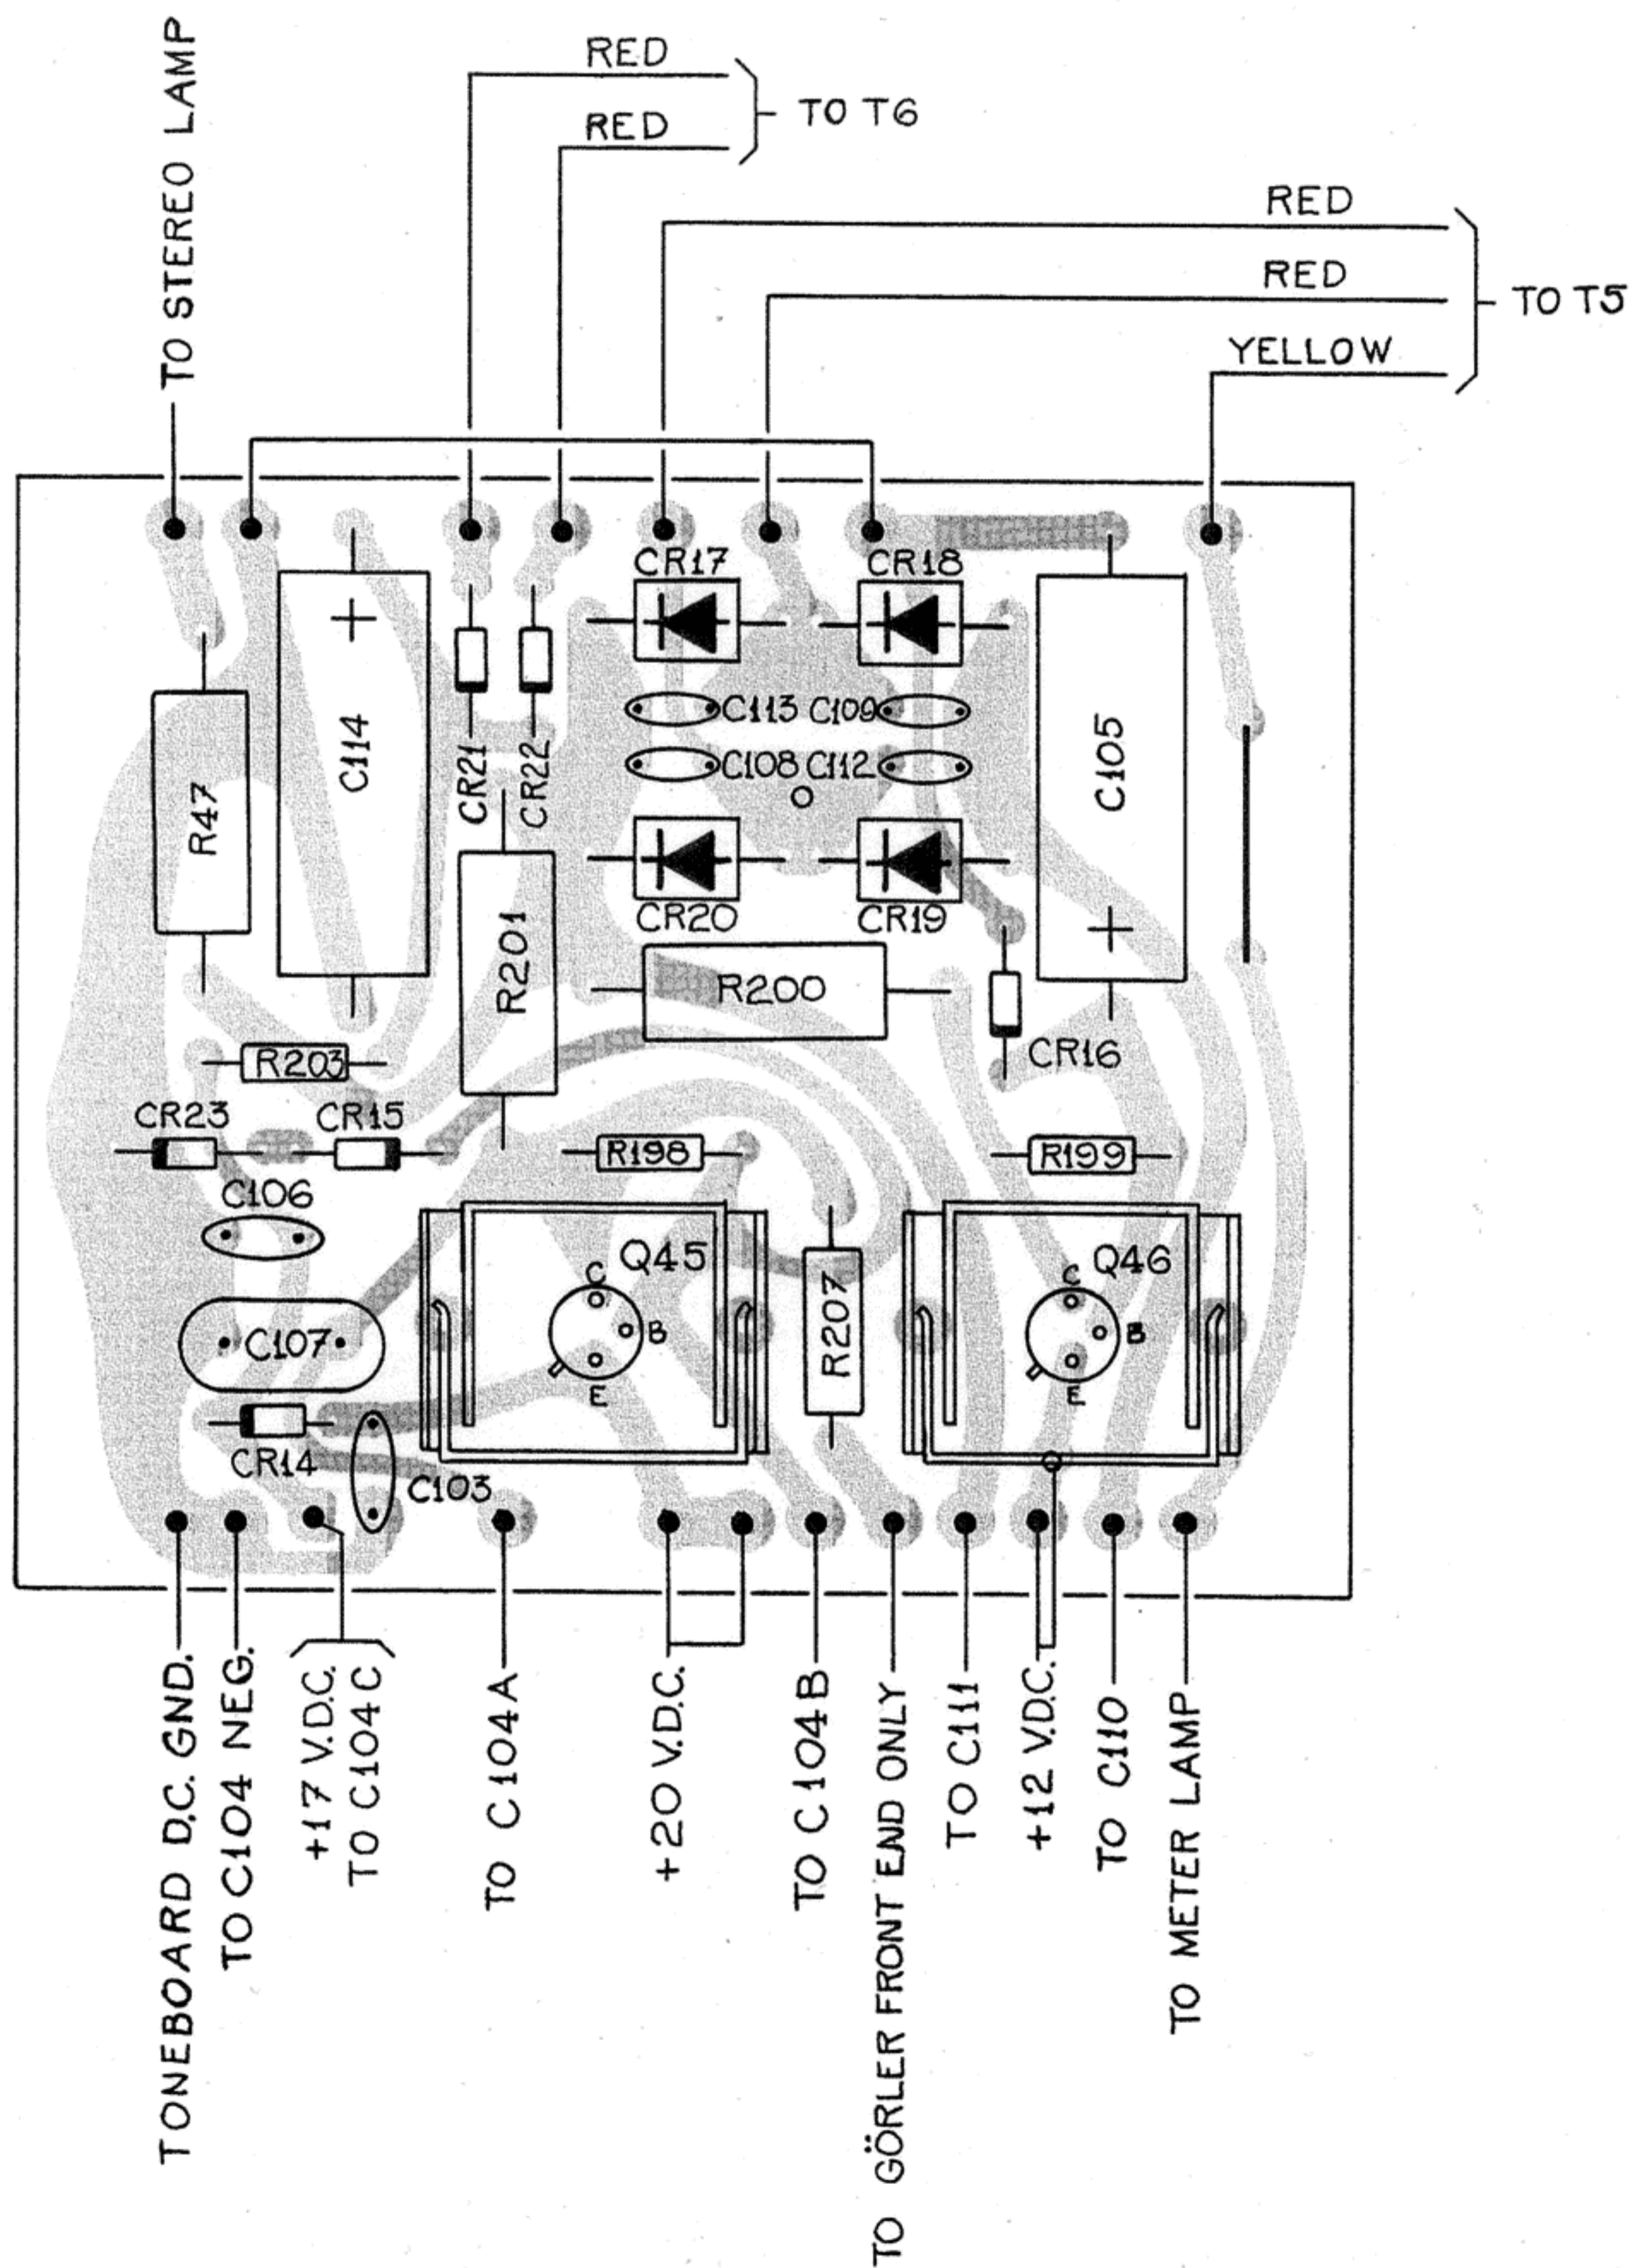 TO STEREO LAMP
RED
RED
TO T6
RED
RED
YELLOW
TO T5
CR17
CR18
C113
C109
C108
C112
CR21
CR22
C114
R47
C105
CR20
CR19
R201
R200
CR16
R203
CR23
CR15
R198
R199
C106
Q45
C
B
E
Q46
C
B
E
C107
R207
CR14
C103
TONEBOARD D.C. GND.
TO C104 NEG.
+17 V.D.C.
TO C104 C
TO C104A
+20 V.D.C.
TO C104B
TO GÖRLER FRONT END ONLY
TO C111
+12 V.D.C.
TO C110
TO METER LAMP